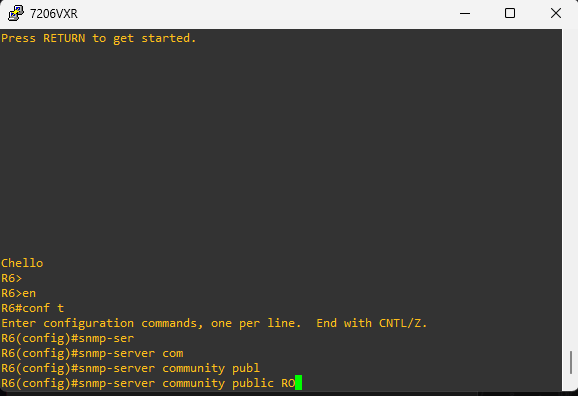 7206VXR
Press RETURN to get started.
Chello
R6>
R6>en
R6#conf t
Enter configuration commands, one per line.  End with CNTL/Z.
R6(config)#snmp-ser
R6(config)#snmp-server com
R6(config)#snmp-server community publ
R6(config)#snmp-server community public RO